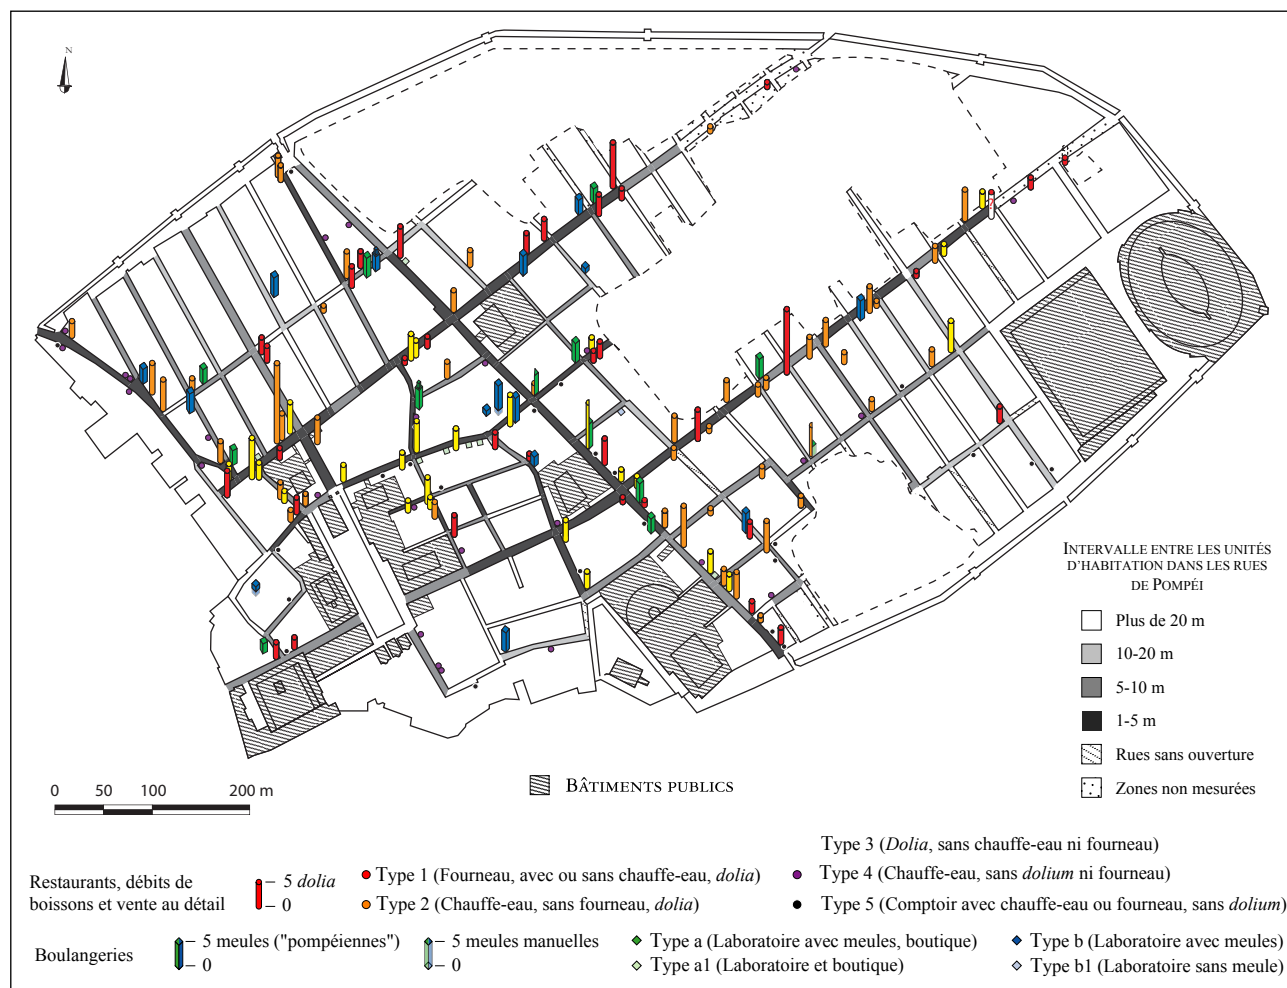 N
INTERVALLE ENTRE LES UNITÉS
D'HABITATION DANS LES RUES
DE POMPÉI
Plus de 20 m
10-20 m
5-10 m
1-5 m
Rues sans ouverture
Zones non mesurées
0 50 100 200 m
BÂTIMENTS PUBLICS
Restaurants, débits de
boissons et vente au détail
– 5 dolia
– 0
Type 1 (Fourneau, avec ou sans chauffe-eau, dolia)
Type 2 (Chauffe-eau, sans fourneau, dolia)
Type 3 (Dolia, sans chauffe-eau ni fourneau)
Type 4 (Chauffe-eau, sans dolium ni fourneau)
Type 5 (Comptoir avec chauffe-eau ou fourneau, sans dolium)
Boulangeries
– 5 meules ("pompéiennes")
– 0
– 5 meules manuelles
– 0
Type a (Laboratoire avec meules, boutique)
Type a1 (Laboratoire et boutique)
Type b (Laboratoire avec meules)
Type b1 (Laboratoire sans meule)